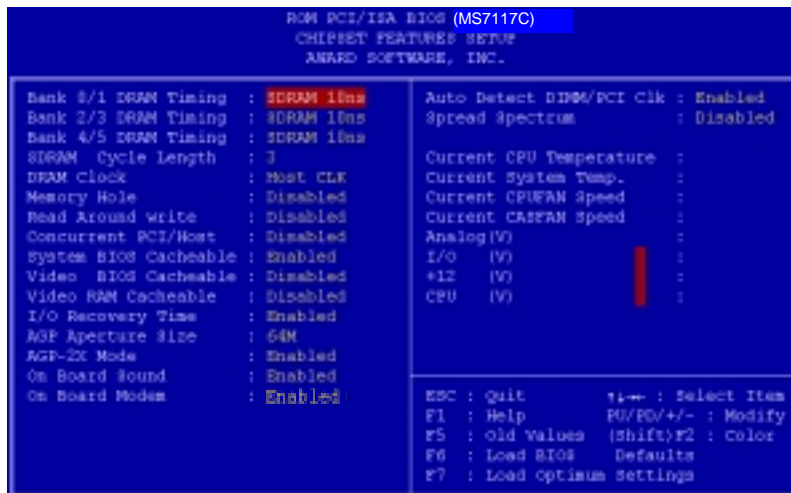 ROM PCI/ISA BIOS (MS7117C)
CHIPSET FEATURES SETUP
AWARD SOFTWARE, INC.
Bank 0/1 DRAM Timing : SDRAM 10ns
Bank 2/3 DRAM Timing : SDRAM 10ns
Bank 4/5 DRAM Timing : SDRAM 10ns
SDRAM Cycle Length : 3
DRAM Clock : Host CLK
Memory Hole : Disabled
Read Around write : Disabled
Concurrent PCI/Host : Disabled
System BIOS Cacheable : Enabled
Video BIOS Cacheable : Disabled
Video RAM Cacheable : Disabled
I/O Recovery Time : Enabled
AGP Aperture Size : 64M
AGP-2X Mode : Enabled
On Board Sound : Enabled
On Board Modem : Enabled
Auto Detect DIMM/PCI Clk : Enabled
Spread Spectrum : Disabled
Current CPU Temperature :
Current System Temp. :
Current CPUFAN Speed :
Current CASFAN Speed :
Analog(V) :
I/O (V) :
+12 (V) :
CPU (V) :
ESC : Quit ↑↓→← : Select Item
F1 : Help PU/PD/+/- : Modify
F5 : Old Values (Shift)F2 : Color
F6 : Load BIOS Defaults
F7 : Load Optimum Settings